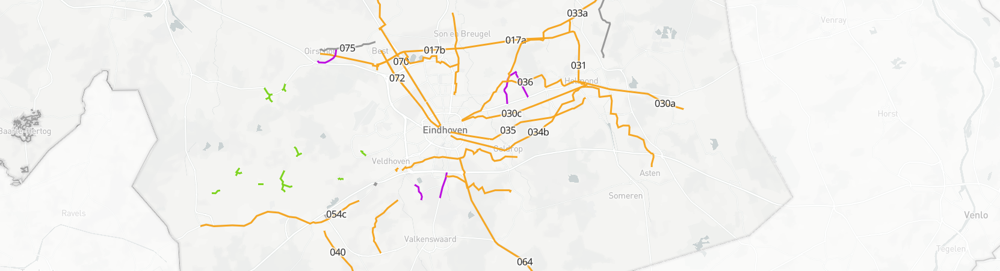 033a
Venray
Son en Breugel
017a
075
017b
Best
070
031
072
036
Helmond
030a
030c
Horst
Baarle-Hertog
Eindhoven
035
034b
Geldrop
Veldhoven
Asten
Someren
Ravels
054c
Venlo
Valkenswaard
Tegelen
040
064